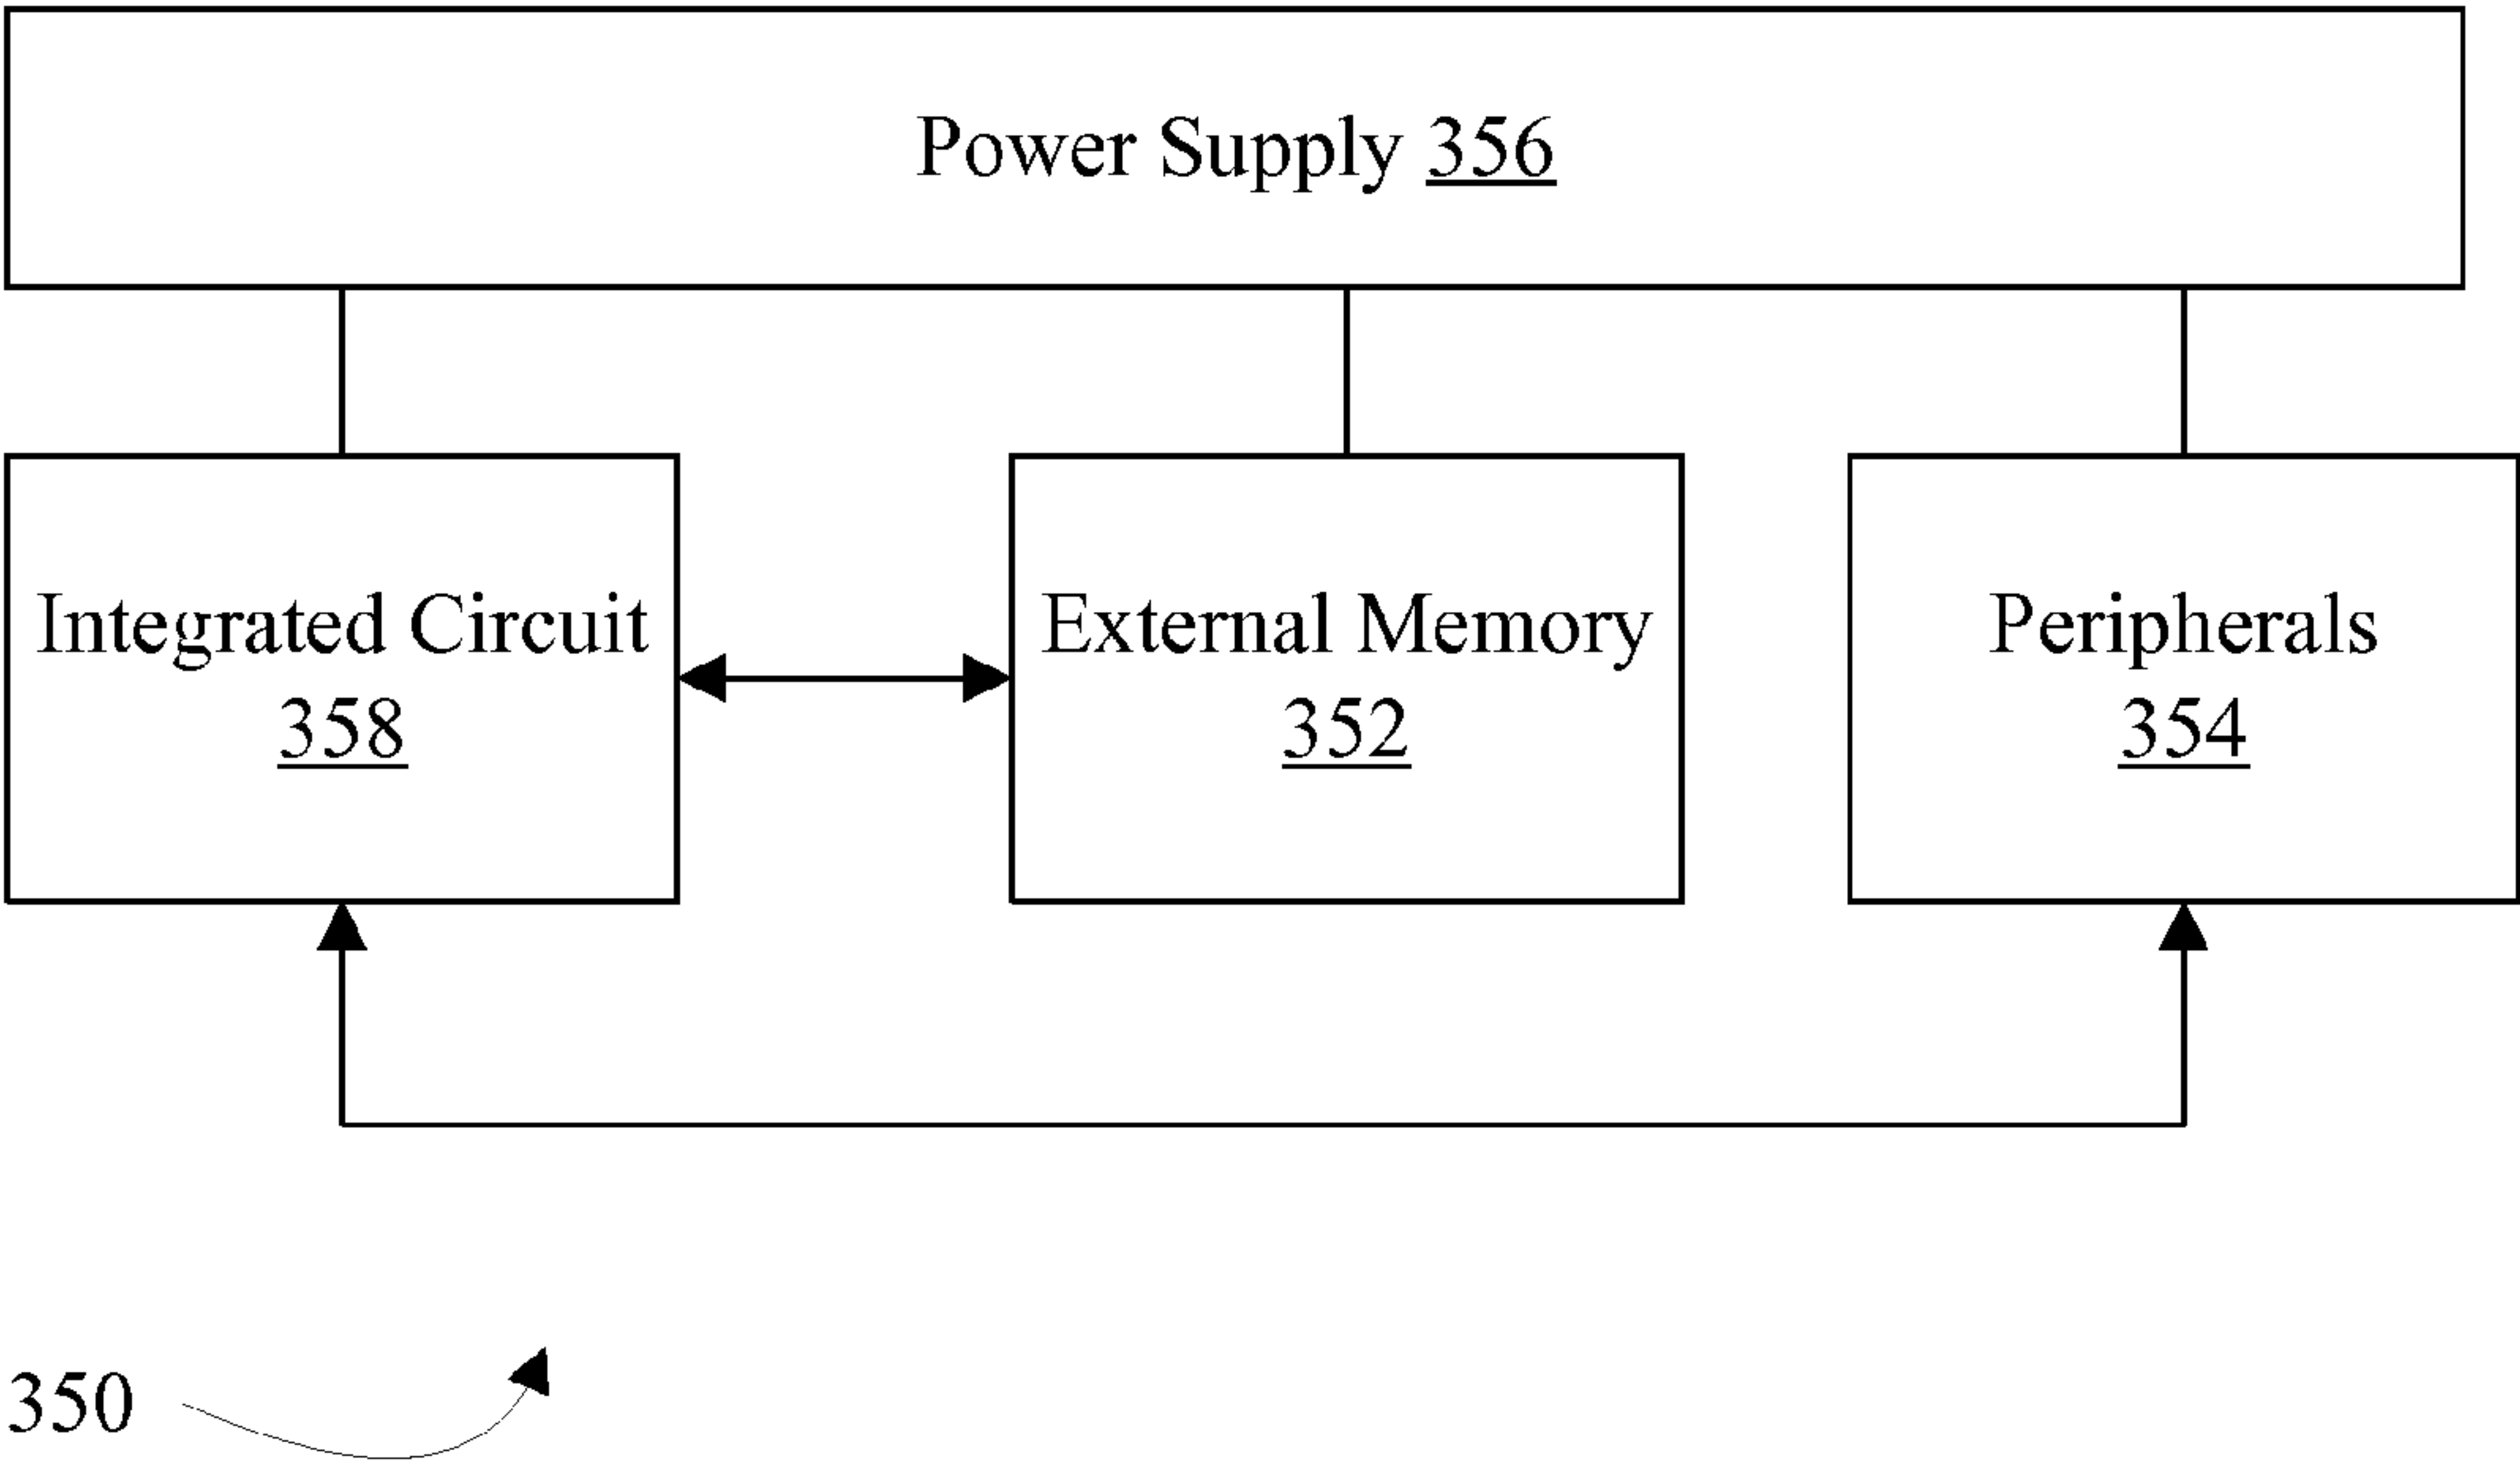 Power Supply 356
Integrated Circuit
358
External Memory
352
Peripherals
354
350